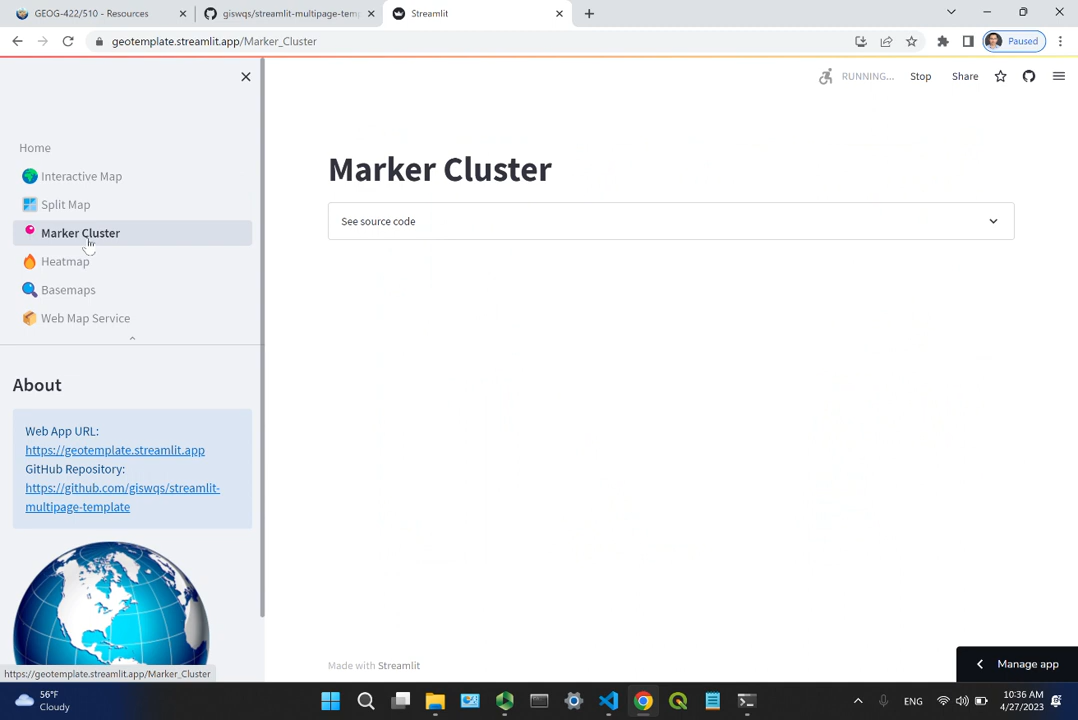 GEOG-422/510 - Resources
giswqs/streamlit-multipage-tem
Streamlit
geotemplate.streamlit.app/Marker_Cluster
Paused
RUNNING...
Stop
Share
Home
Interactive Map
Split Map
Marker Cluster
Heatmap
Basemaps
Web Map Service
Marker Cluster
See source code
About
Web App URL:
https://geotemplate.streamlit.app
GitHub Repository:
https://github.com/giswqs/streamlit-
multipage-template
Made with Streamlit
Manage app
https://geotemplate.streamlit.app/Marker_Cluster
56°F
Cloudy
ENG
10:36 AM
4/27/2023